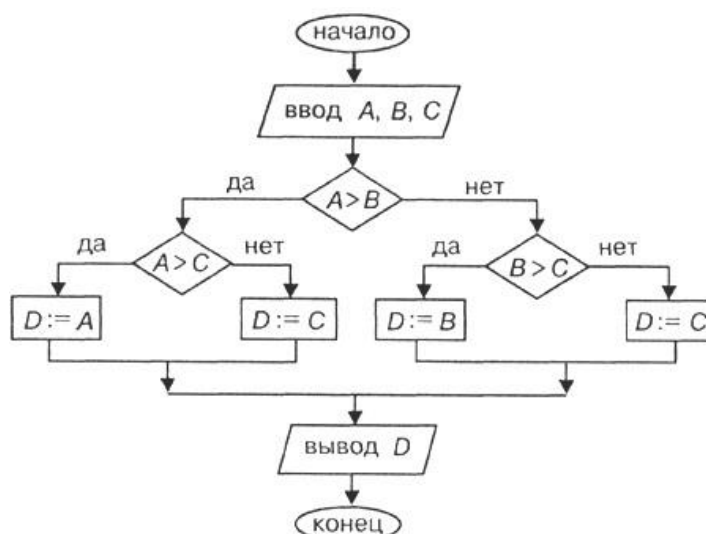 начало
ввод A, B, C
да
A>B
нет
да
A>C
нет
да
B>C
нет
D:=A
D:=C
D:=B
D:=C
вывод D
конец